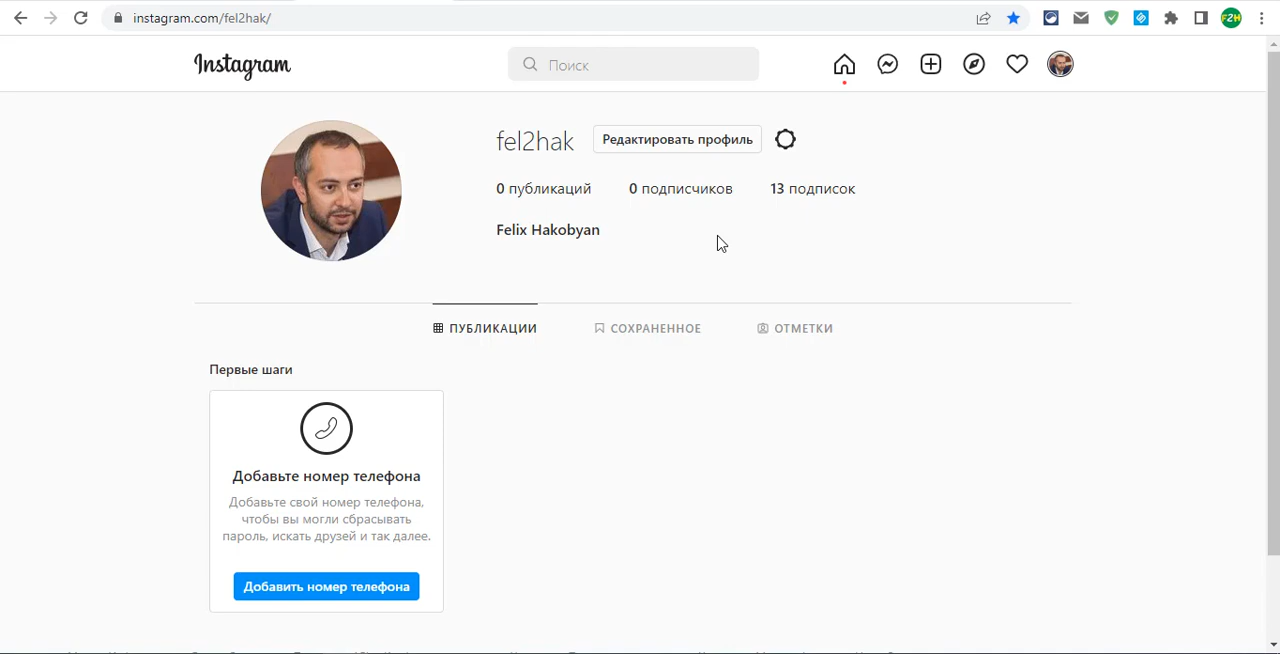 instagram.com/fel2hak/
F2H
Instagram
Поиск
fel2hak
Редактировать профиль
0 публикаций 0 подписчиков 13 подписок
Felix Hakobyan
ПУБЛИКАЦИИ СОХРАНЕННОЕ ОТМЕТКИ
Первые шаги
Добавьте номер телефона
Добавьте свой номер телефона,
чтобы вы могли сбрасывать
пароль, искать друзей и так далее.
Добавить номер телефона